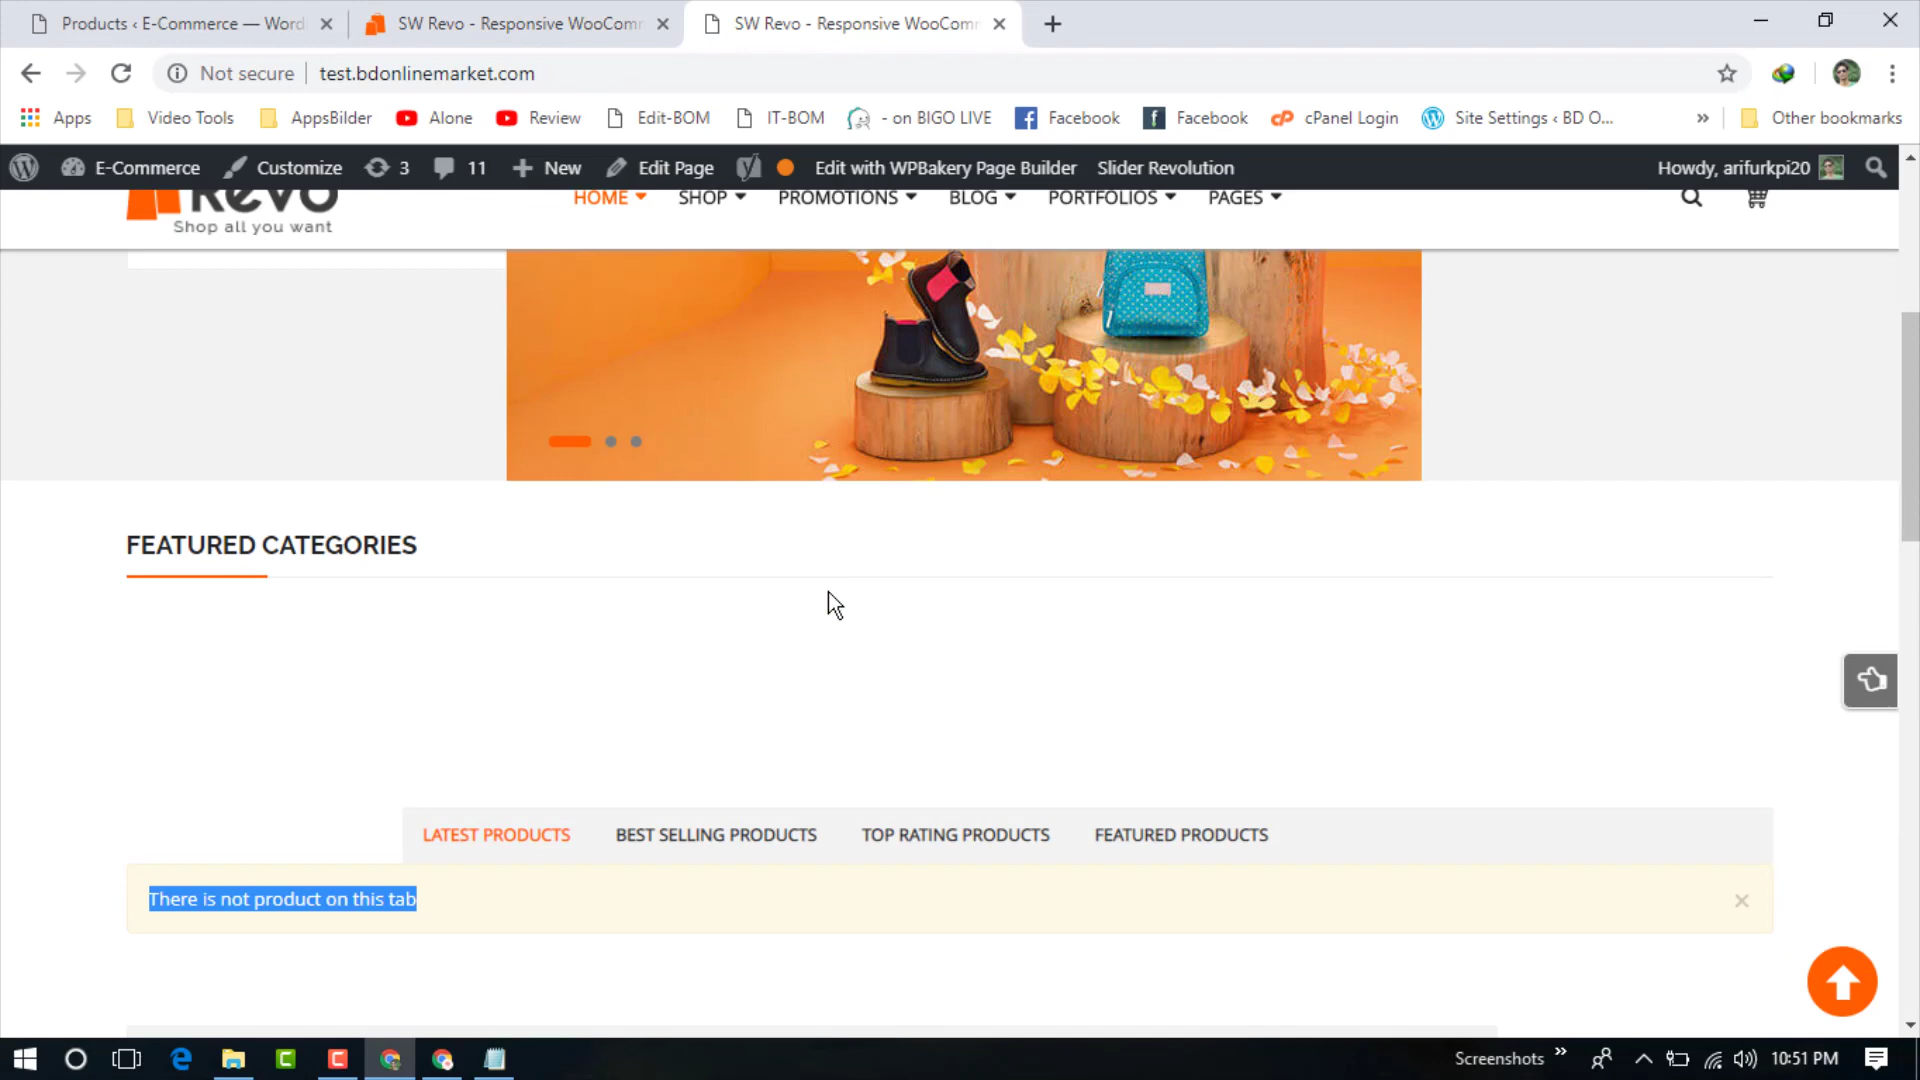 Products ‹ E-Commerce — Word
SW Revo - Responsive WooCom
SW Revo - Responsive WooCom
Not secure
test.bdonlinemarket.com
Apps
Video Tools
AppsBilder
Alone
Review
Edit-BOM
IT-BOM
- on BIGO LIVE
Facebook
Facebook
cPanel Login
Site Settings ‹ BD O...
»
Other bookmarks
E-Commerce
Customize
3
11
New
Edit Page
Edit with WPBakery Page Builder
Slider Revolution
Howdy, arifurkpi20
Revo
Shop all you want
HOME
SHOP
PROMOTIONS
BLOG
PORTFOLIOS
PAGES
FEATURED CATEGORIES
LATEST PRODUCTS
BEST SELLING PRODUCTS
TOP RATING PRODUCTS
FEATURED PRODUCTS
There is not product on this tab
×
Screenshots
»
10:51 PM